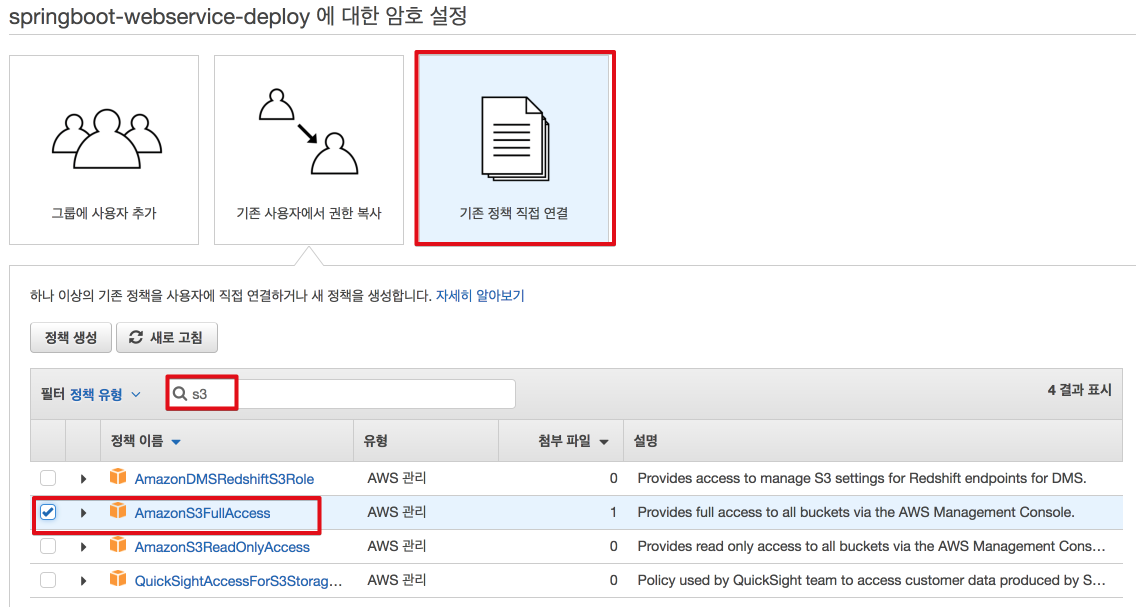 springboot-webservice-deploy 에 대한 암호 설정
그룹에 사용자 추가
기존 사용자에서 권한 복사
기존 정책 직접 연결
하나 이상의 기존 정책을 사용자에 직접 연결하거나 새 정책을 생성합니다. 자세히 알아보기
정책 생성 새로 고침
필터 정책 유형 s3 4 결과 표시
정책 이름 유형 첨부 파일 설명
AmazonDMSRedshiftS3Role AWS 관리 0 Provides access to manage S3 settings for Redshift endpoints for DMS.
AmazonS3FullAccess AWS 관리 1 Provides full access to all buckets via the AWS Management Console.
AmazonS3ReadOnlyAccess AWS 관리 0 Provides read only access to all buckets via the AWS Management Cons…
QuickSightAccessForS3Storag… AWS 관리 0 Policy used by QuickSight team to access customer data produced by S…